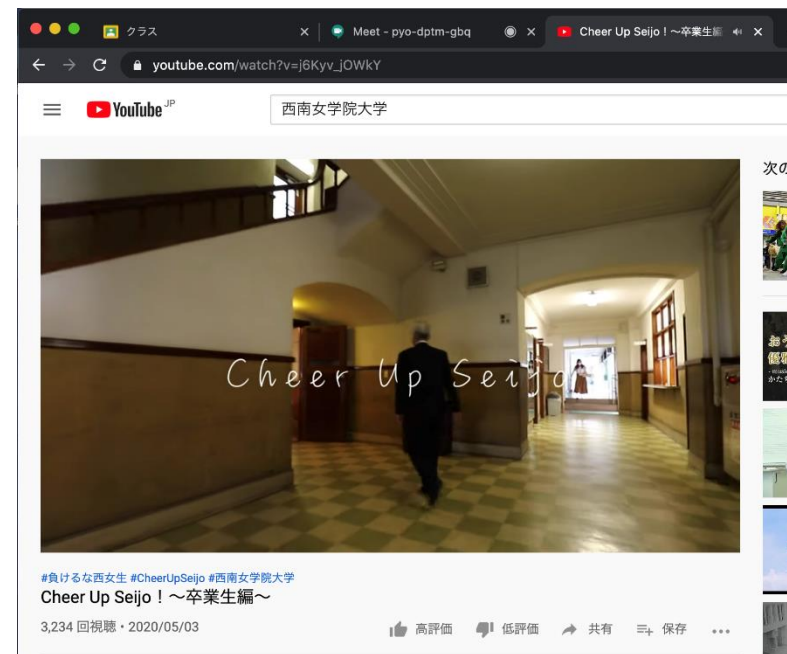 クラス
Meet - pyo-dptm-gbq
Cheer Up Seijo！～卒業生編
youtube.com/watch?v=j6Kyv_jOWkY
YouTube JP
西南女学院大学
次の
Cheer Up Seijo
#負けるな西女生 #CheerUpSeijo #西南女学院大学
Cheer Up Seijo！～卒業生編～
3,234 回視聴・2020/05/03
高評価
低評価
共有
保存